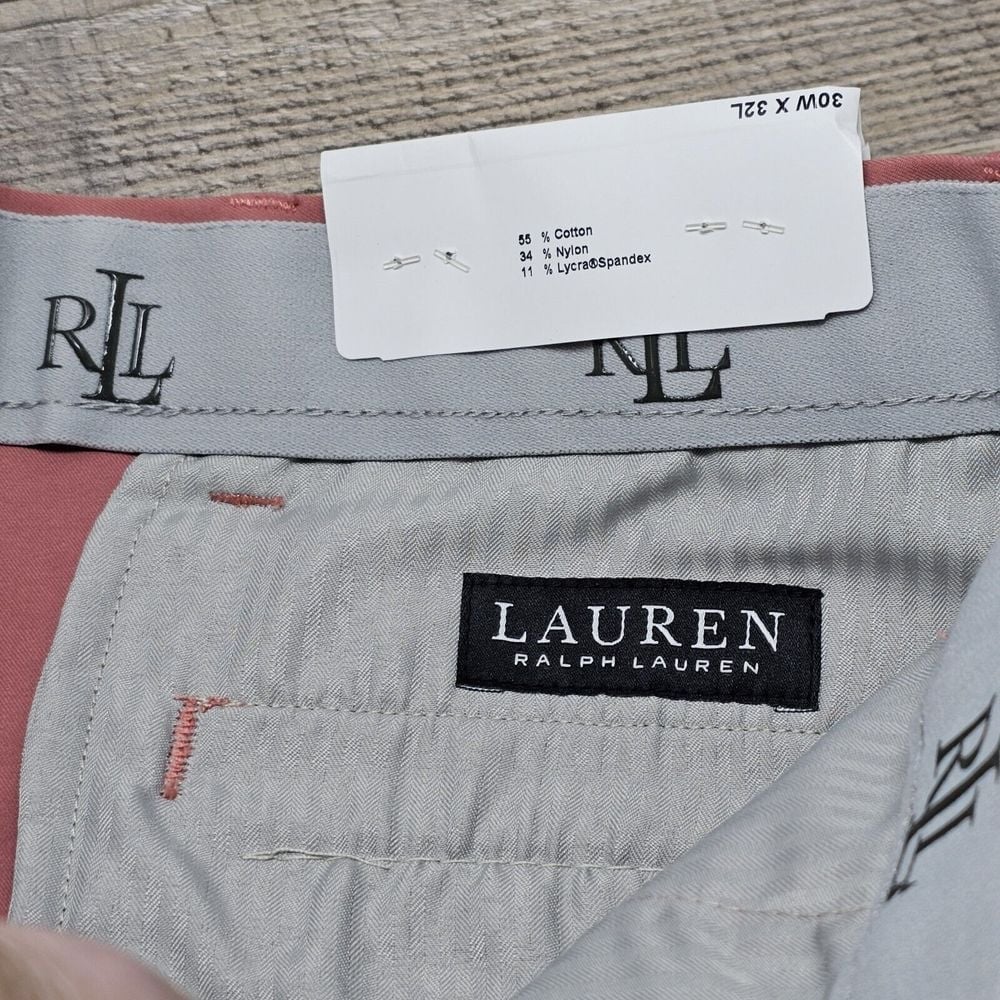 30W X 32L
55 % Cotton
34 % Nylon
11 % Lycra®Spandex
RLL
RLL
LAUREN
RALPH LAUREN
RLL